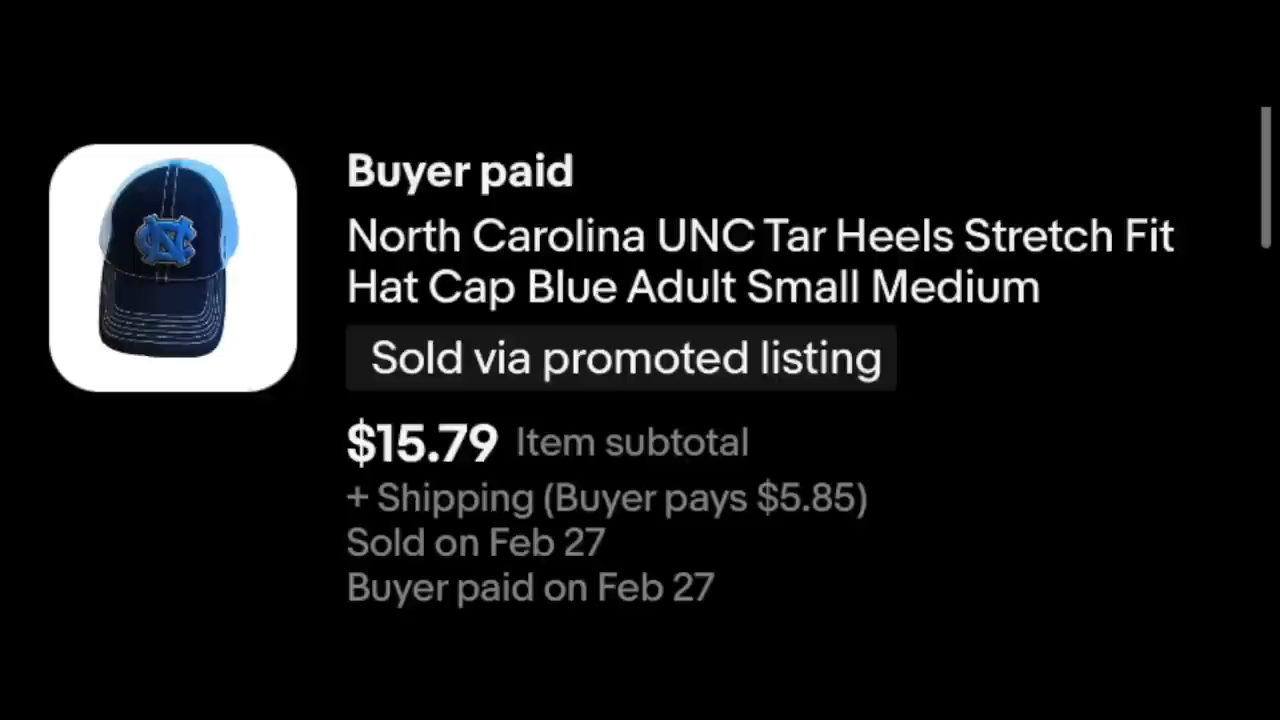 Buyer paid
North Carolina UNC Tar Heels Stretch Fit
Hat Cap Blue Adult Small Medium
Sold via promoted listing
$15.79 Item subtotal
+ Shipping (Buyer pays $5.85)
Sold on Feb 27
Buyer paid on Feb 27
NC